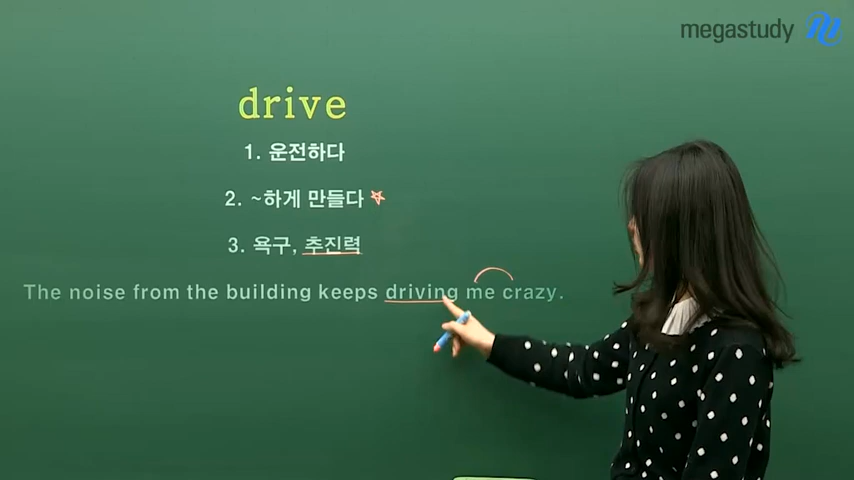 megastudy
drive
1. 운전하다
2. ~하게 만들다
3. 욕구, 추진력
The noise from the building keeps driving me crazy.